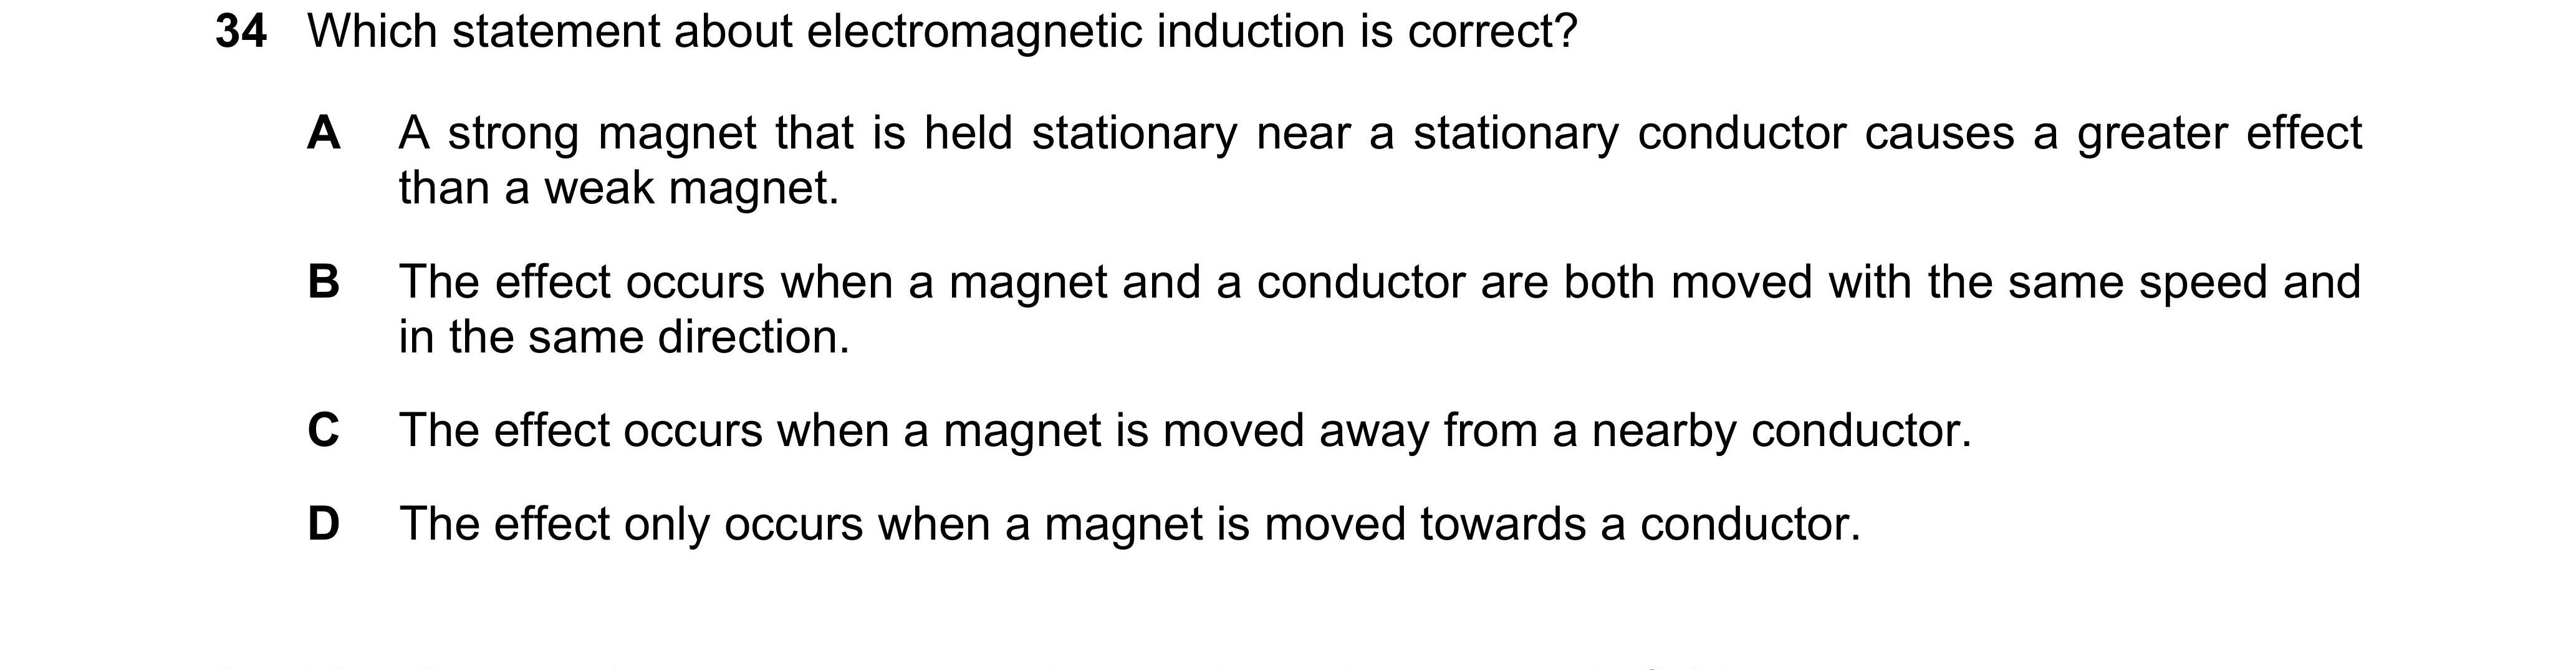 34 Which statement about electromagnetic induction is correct?
A A strong magnet that is held stationary near a stationary conductor causes a greater effect
than a weak magnet.
B The effect occurs when a magnet and a conductor are both moved with the same speed and
in the same direction.
C The effect occurs when a magnet is moved away from a nearby conductor.
D The effect only occurs when a magnet is moved towards a conductor.